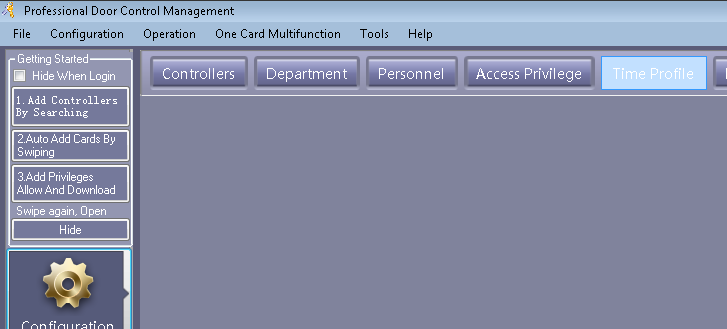 Professional Door Control Management
File Configuration Operation One Card Multifunction Tools Help
Getting Started
Hide When Login
1.Add Controllers
By Searching
2.Auto Add Cards By
Swiping
3.Add Privileges
Allow And Download
Swipe again, Open
Hide
Configuration
Controllers Department Personnel Access Privilege Time Profile